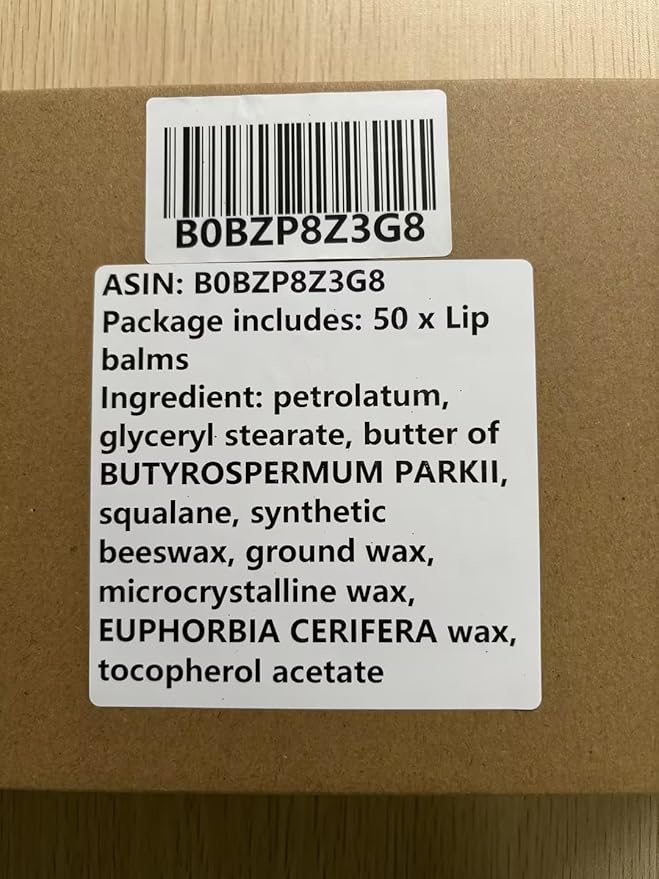 B0BZP8Z3G8
ASIN: B0BZP8Z3G8
Package includes: 50 x Lip
balms
Ingredient: petrolatum,
glyceryl stearate, butter of
BUTYROSPERMUM PARKII,
squalane, synthetic
beeswax, ground wax,
microcrystalline wax,
EUPHORBIA CERIFERA wax,
tocopherol acetate